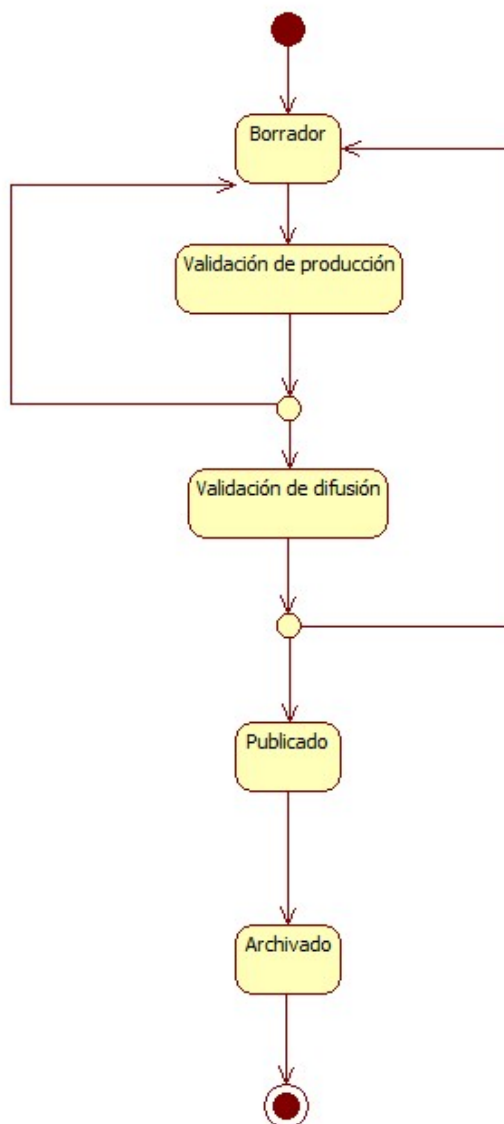 Borrador
Validación de producción
Validación de difusión
Publicado
Archivado